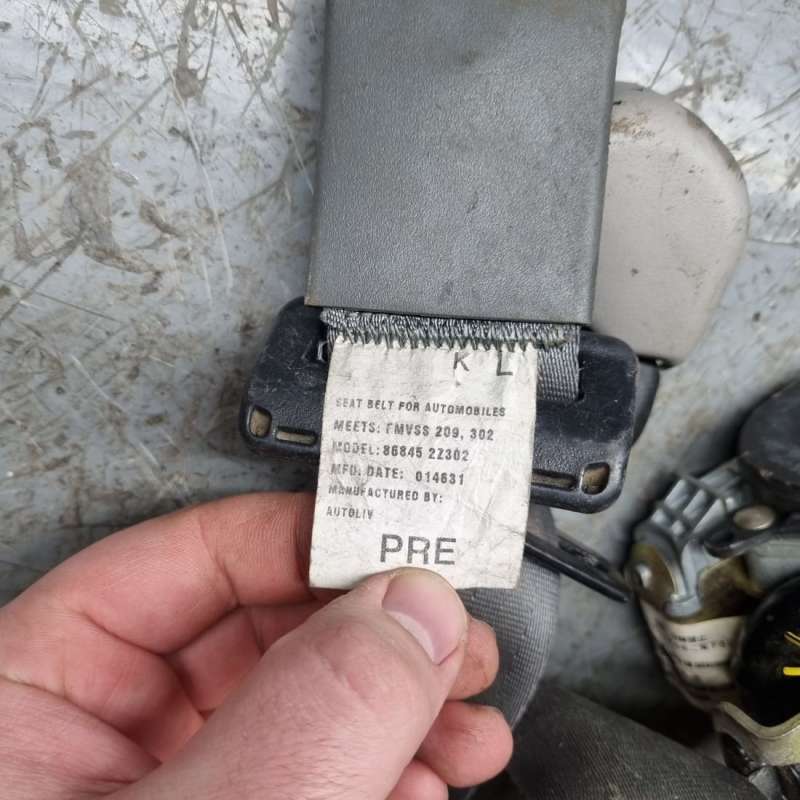 K L
SEAT BELT FOR AUTOMOBILES
MEETS: FMVSS 209, 302
MODEL: 86845 2Z302
MFD. DATE: 014631
MANUFACTURED BY:
AUTOLIV
PRE